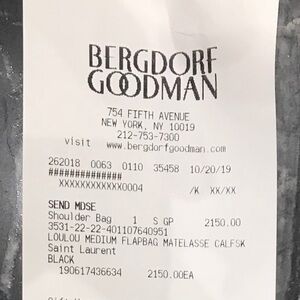 BERGDORF
GOODMAN
754 FIFTH AVENUE
NEW YORK, NY 10019
212-753-7300
visit www.bergdorfgoodman.com
262018 0063 0110 35458 10/20/19
##############
XXXXXXXXXXXX0004 /K XX/XX
SEND MDSE
Shoulder Bag 1 S GP 2150.00
3531-22-22-401107640951
LOULOU MEDIUM FLAPBAG MATELASSE CALFSK
Saint Laurent
BLACK
190617436634 2150.00EA